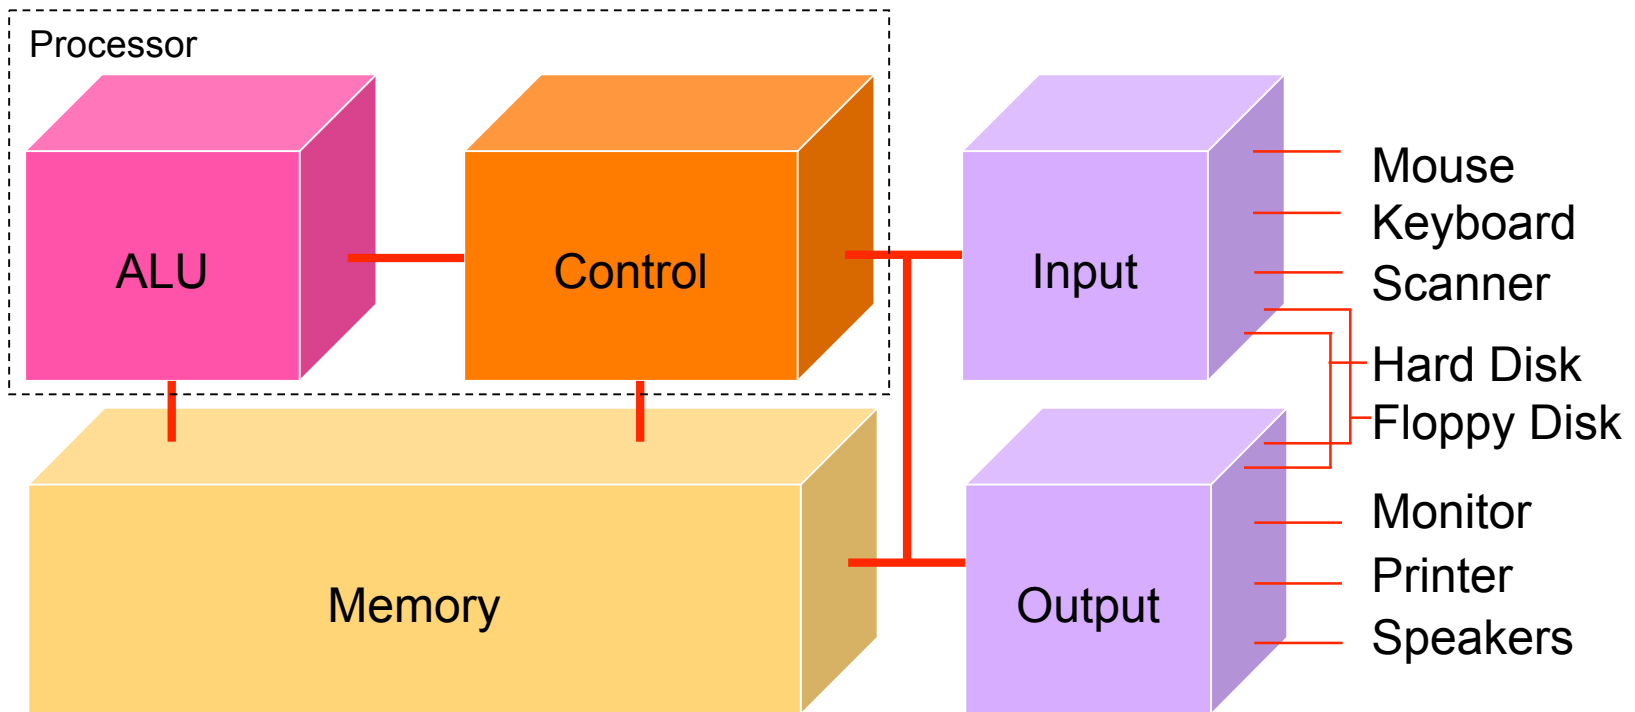 Processor
ALU
Control
Input
Mouse
Keyboard
Scanner
Hard Disk
Floppy Disk
Memory
Output
Monitor
Printer
Speakers